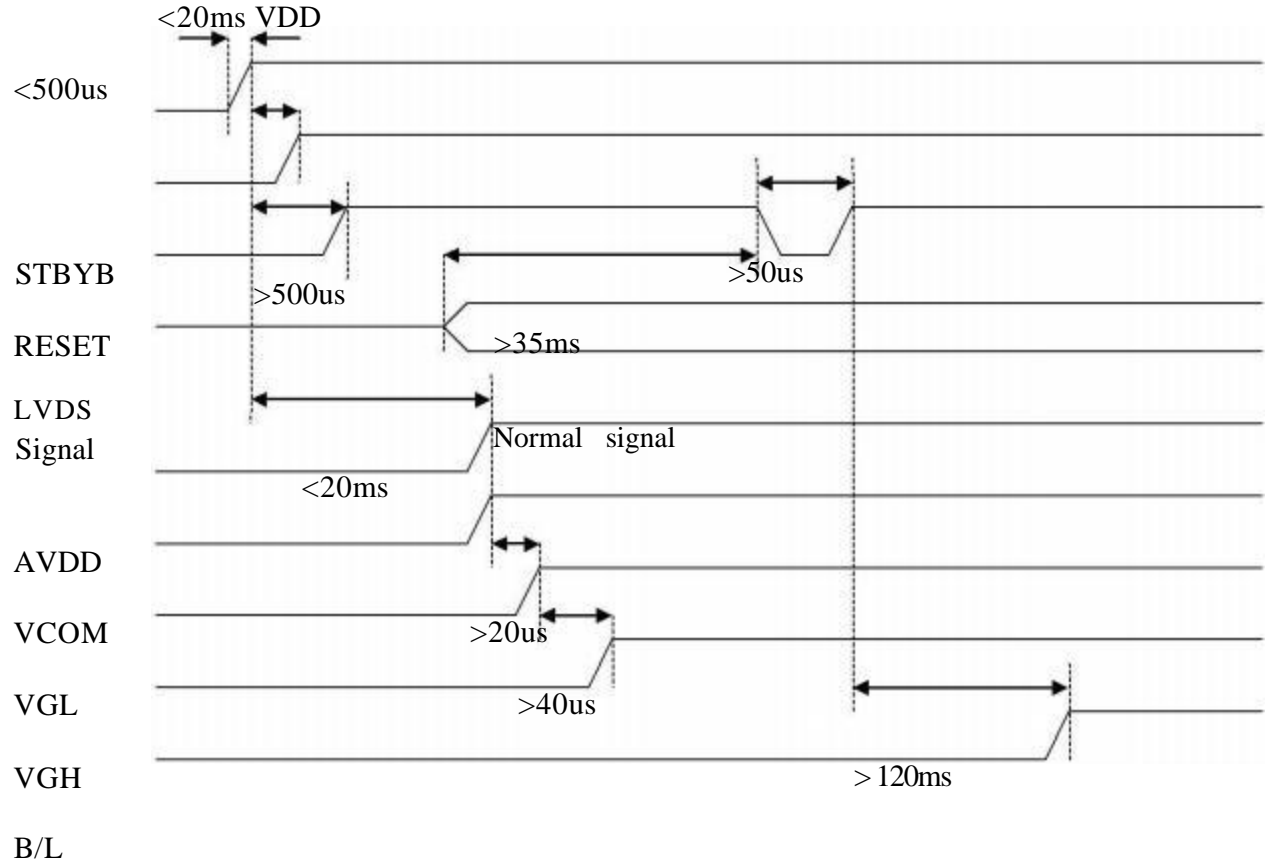 <20ms VDD
<500us
STBYB
>50us
>500us
RESET
>35ms
LVDS
Signal
Normal signal
<20ms
AVDD
VCOM
>20us
VGL
>40us
VGH
>120ms
B/L